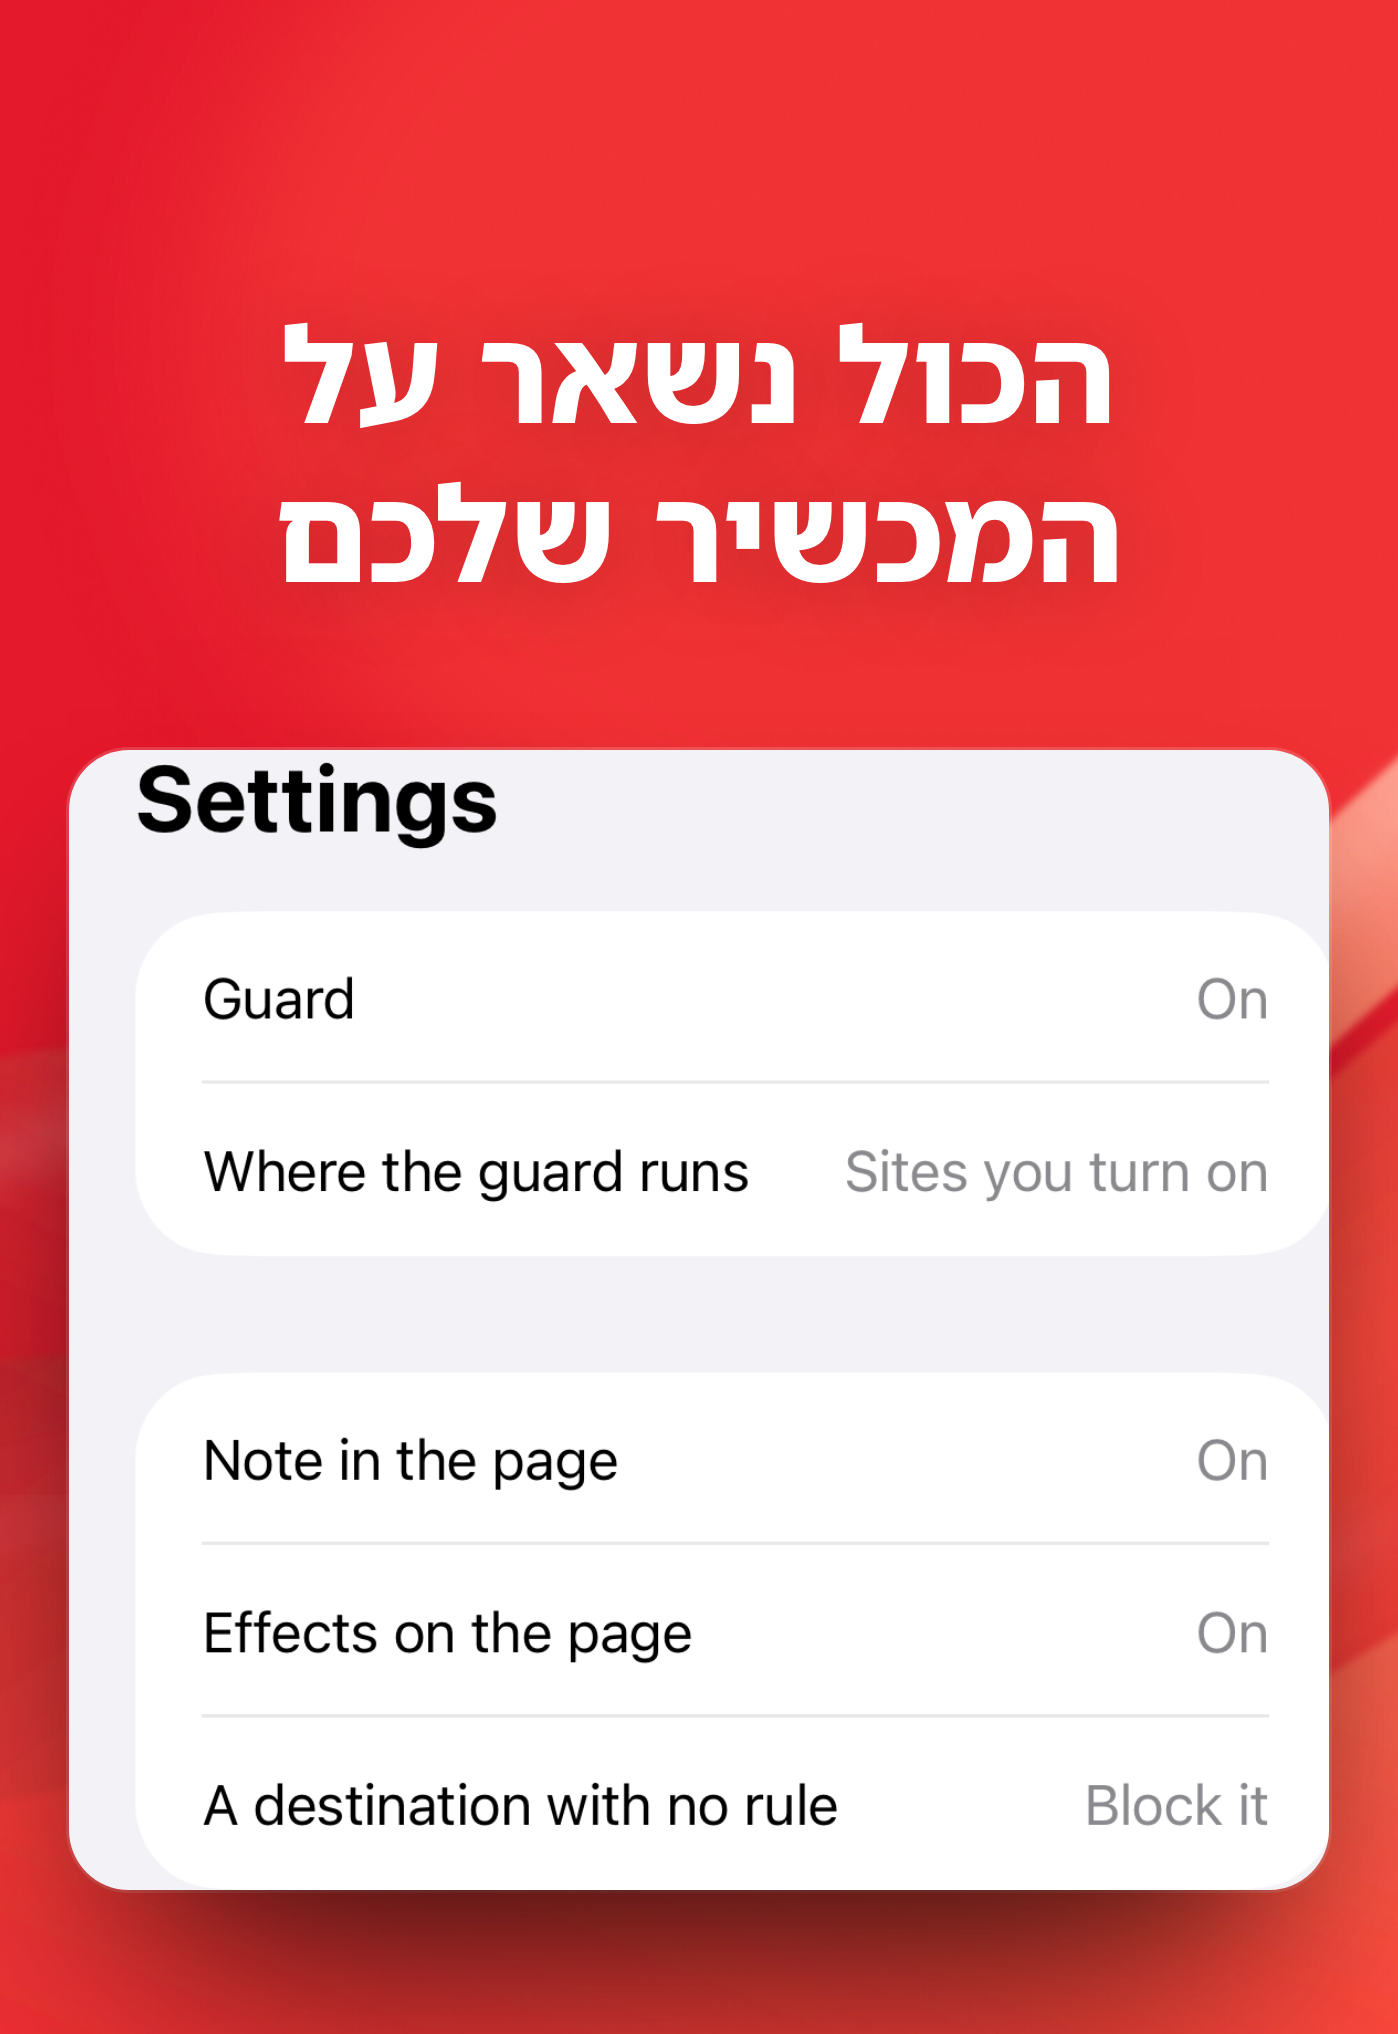 הכול נשאר על
המכשיר שלכם
Settings
Guard On
Where the guard runs Sites you turn on
Note in the page On
Effects on the page On
A destination with no rule Block it